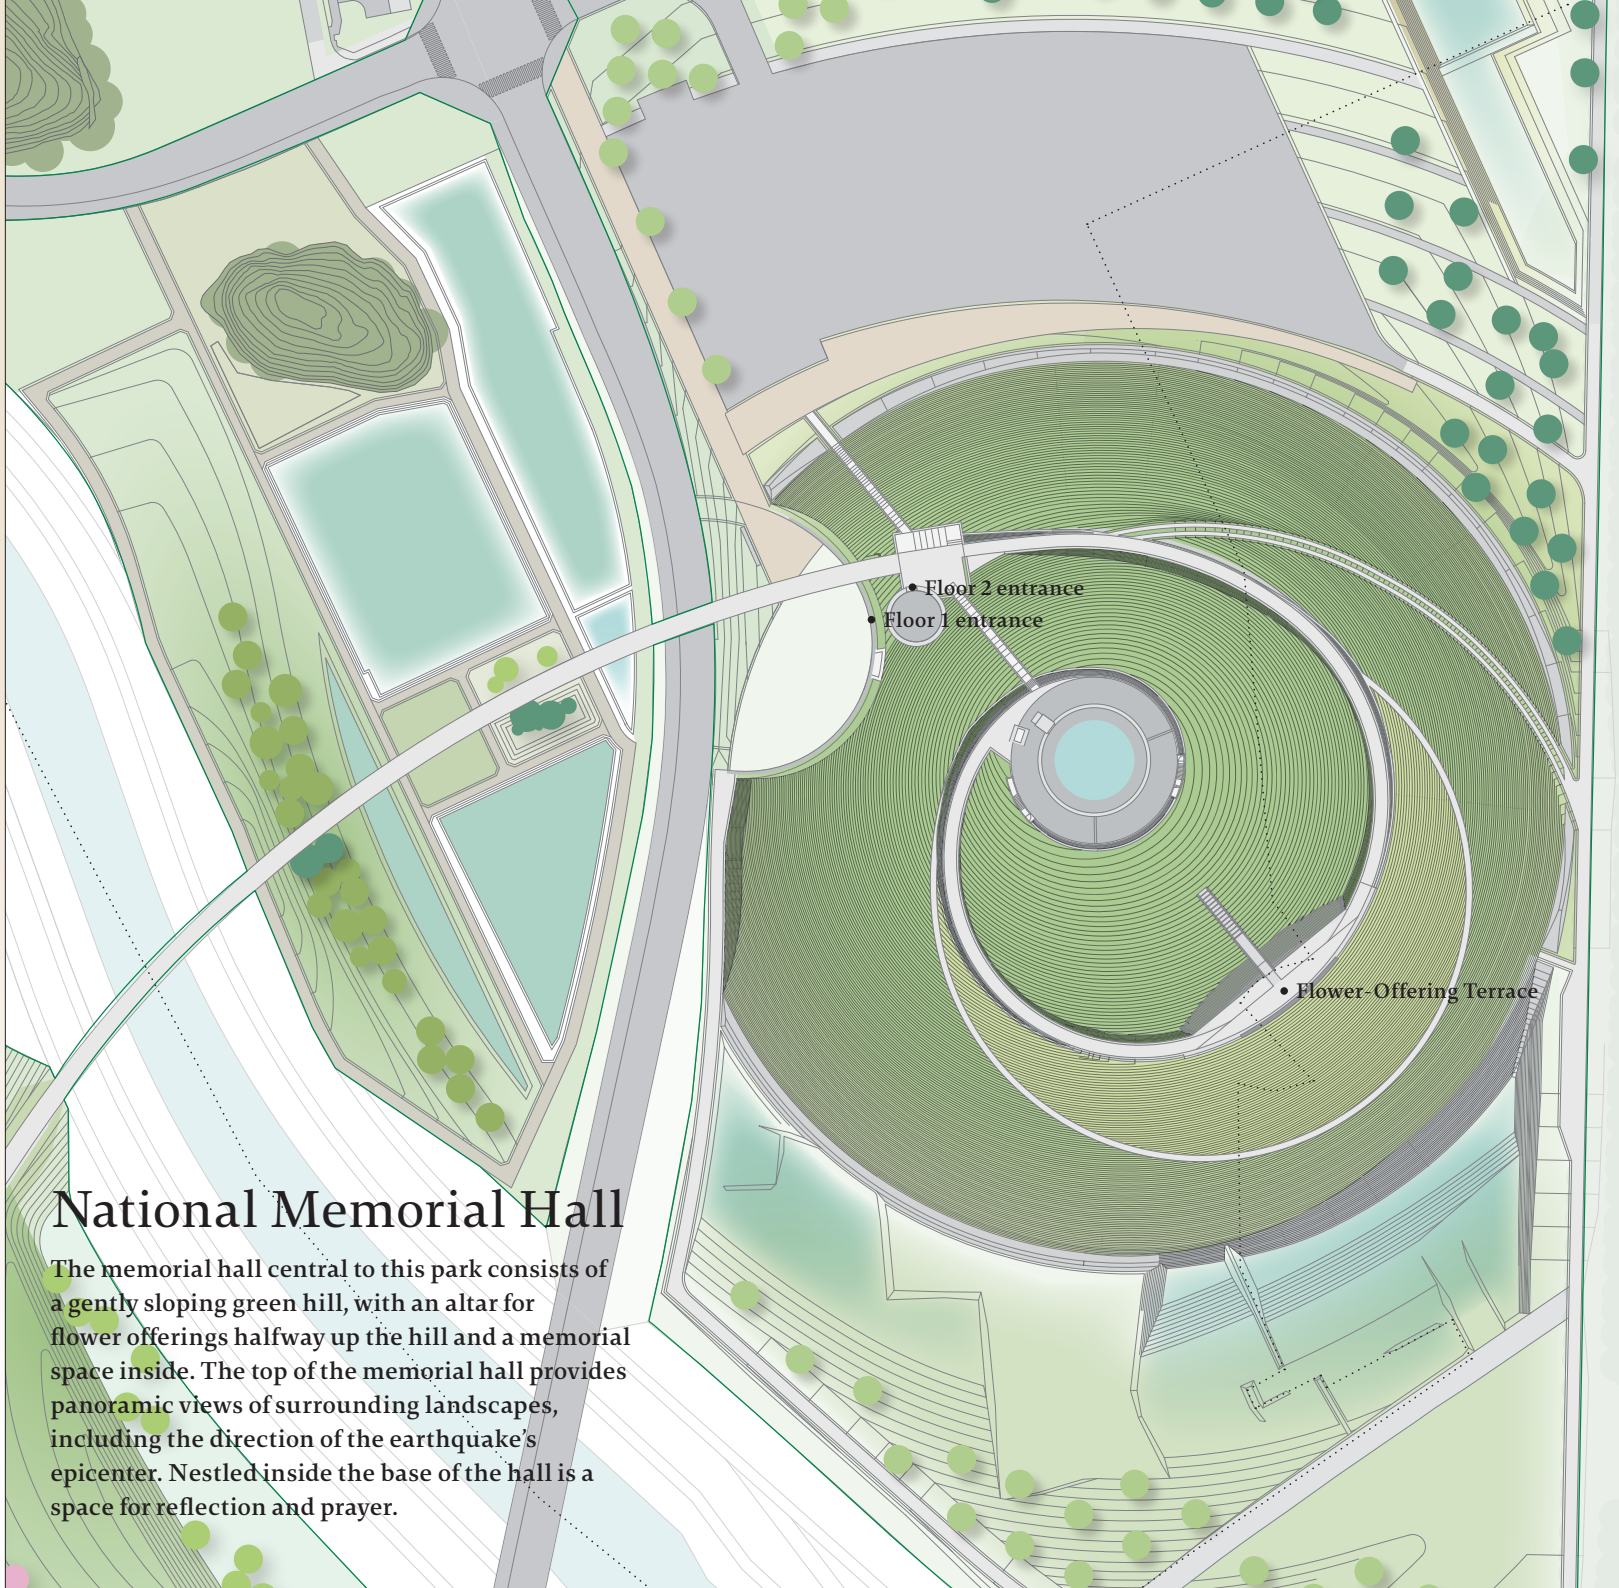 • Floor 2 entrance
• Floor 1 entrance
• Flower-Offering Terrace
National Memorial Hall
The memorial hall central to this park consists of
a gently sloping green hill, with an altar for
flower offerings halfway up the hill and a memorial
space inside. The top of the memorial hall provides
panoramic views of surrounding landscapes,
including the direction of the earthquake’s
epicenter. Nestled inside the base of the hall is a
space for reflection and prayer.